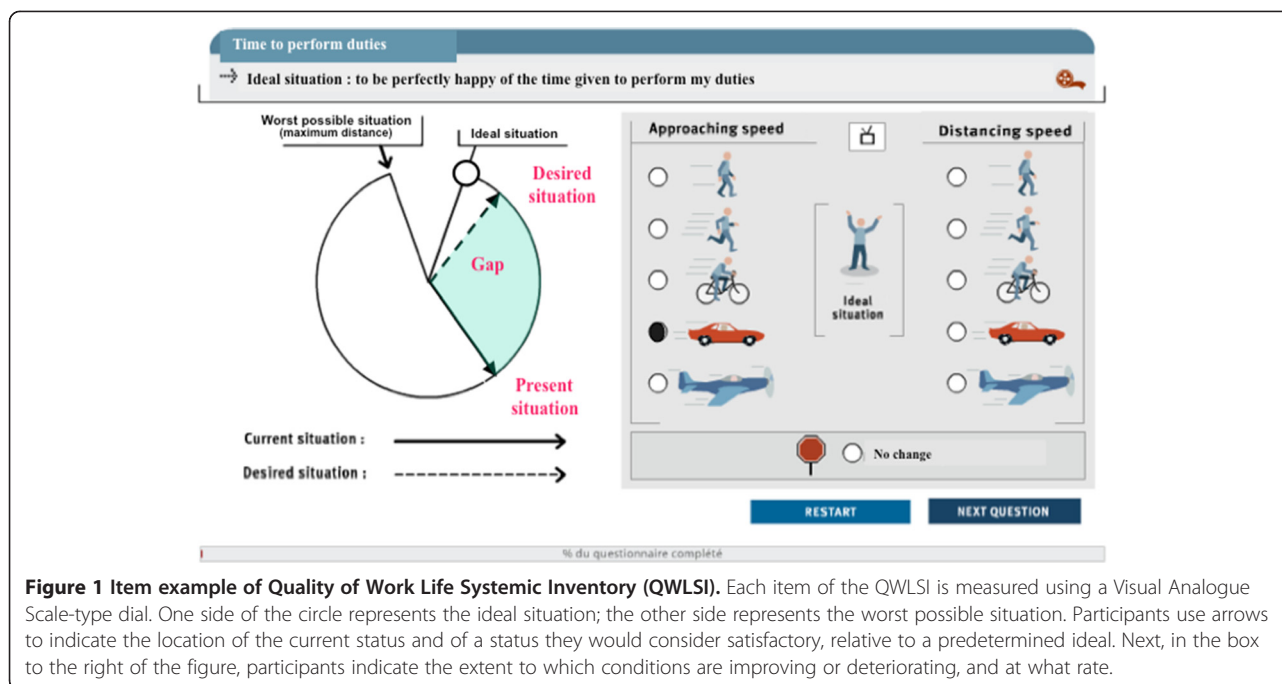 Time to perform duties
Ideal situation : to be perfectly happy of the time given to perform my duties
Worst possible situation
(maximum distance)
Ideal situation
Desired
situation
Gap
Present
situation
Current situation :
Desired situation :
Approaching speed
Distancing speed
Ideal
situation
No change
RESTART
NEXT QUESTION
% du questionnaire complété
Figure 1 Item example of Quality of Work Life Systemic Inventory (QWLSI). Each item of the QWLSI is measured using a Visual Analogue
Scale-type dial. One side of the circle represents the ideal situation; the other side represents the worst possible situation. Participants use arrows
to indicate the location of the current status and of a status they would consider satisfactory, relative to a predetermined ideal. Next, in the box
to the right of the figure, participants indicate the extent to which conditions are improving or deteriorating, and at what rate.